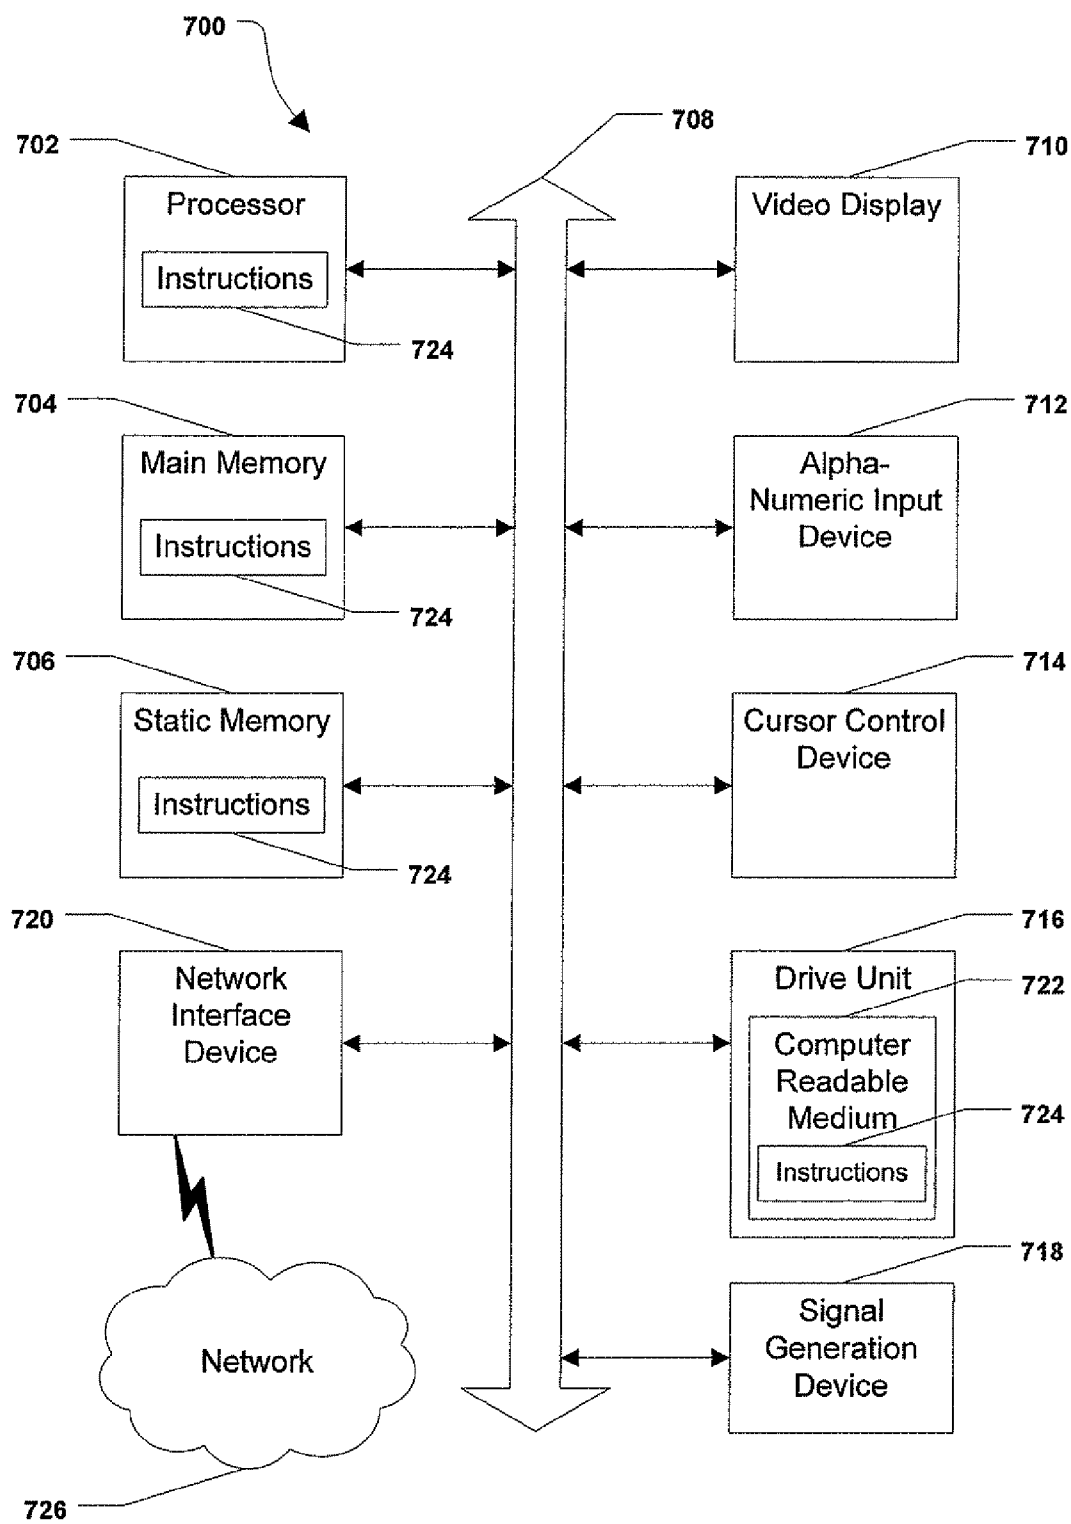 700
708
702
710
Processor
Video Display
Instructions
724
704
712
Main Memory
Alpha-
Numeric Input
Device
Instructions
724
706
714
Static Memory
Cursor Control
Device
Instructions
724
720
716
Network
Interface
Device
Drive Unit
722
Computer
Readable
Medium
724
Instructions
718
Signal
Generation
Device
Network
726